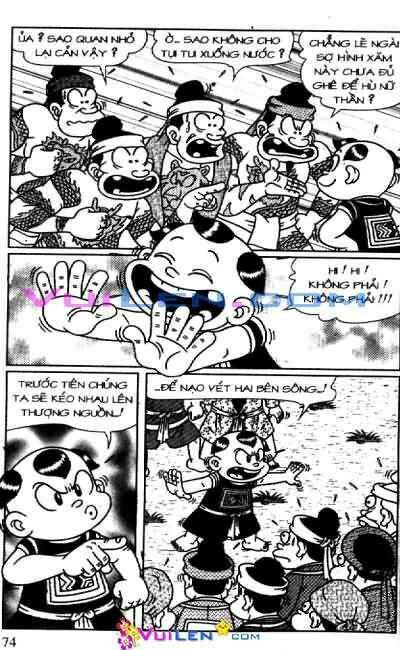 ỦA ? SAO QUAN NHỎ
LẠI CẢN VẬY ?
Ờ... SAO KHÔNG CHO
TỤI TUI XUỐNG NƯỚC ?
CHẲNG LẼ NGÀI
SỢ HÌNH XĂM
NÀY CHƯA ĐỦ
GHÊ ĐỂ HÙ NỮ
THẦN ?
HI ! HI !
KHÔNG PHẢI !
KHÔNG PHẢI !!!
VUILEN.COM
TRƯỚC TIÊN CHÚNG
TA SẼ KÉO NHAU LÊN
THƯỢNG NGUỒN...!
...ĐỂ NẠO VÉT HAI BÊN SÔNG...!
74
VUILEN